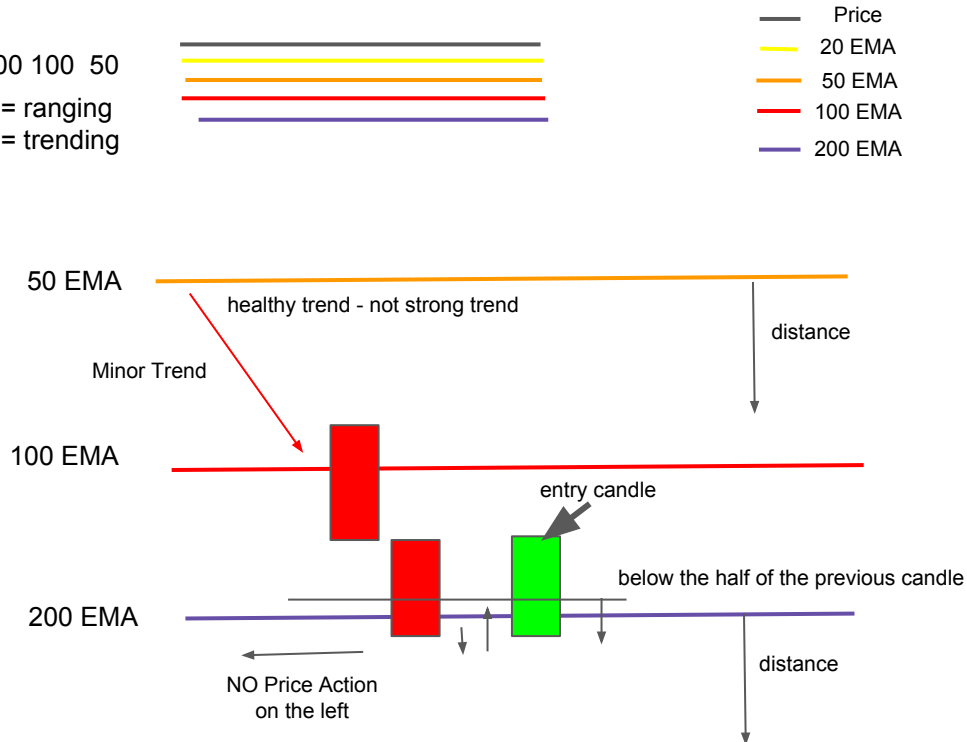 00 100 50
= ranging
= trending
Price
20 EMA
50 EMA
100 EMA
200 EMA
50 EMA
healthy trend - not strong trend
distance
Minor Trend
100 EMA
entry candle
below the half of the previous candle
200 EMA
distance
NO Price Action
on the left